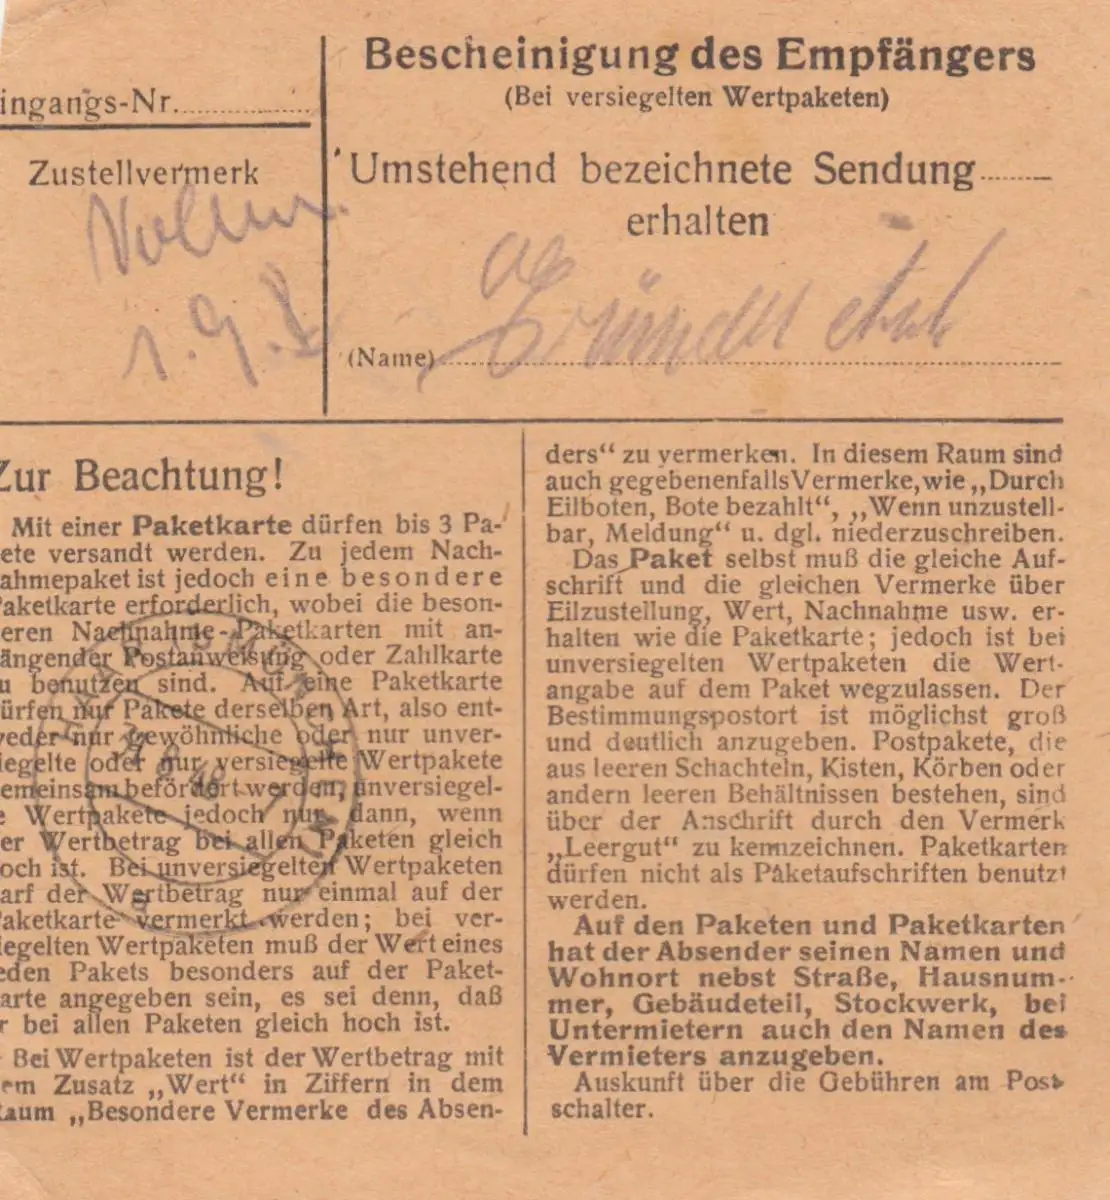 Bescheinigung des Empfängers
(Bei versiegelten Wertpaketen)
ingangs-Nr.
Zustellvermerk
1. 9.
Umstehend bezeichnete Sendung
erhalten
(Name)
Zur Beachtung!
Mit einer Paketkarte dürfen bis 3 Pa-
ete versandt werden. Zu jedem Nach-
ahmepaket ist jedoch eine besondere
aketkarte erforderlich, wobei die beson-
eren Nachnahme-Paketkarten mit an-
ängender Postanweisung oder Zahlkarte
u benutzen sind. Auf eine Paketkarte
ürfen nur Pakete derselben Art, also ent-
weder nur gewöhnliche oder nur unver-
iegelte oder nur versiegelte Wertpakete
emeinsam befördert werden, unversiegel-
e Wertpakete jedoch nur dann, wenn
er Wertbetrag bei allen Paketen gleich
och ist. Bei unversiegelten Wertpaketen
arf der Wertbetrag nur einmal auf der
Paketkarte vermerkt werden; bei ver-
iegelten Wertpaketen muß der Wert eines
eden Pakets besonders auf der Paket-
arte angegeben sein, es sei denn, daß
r bei allen Paketen gleich hoch ist.
Bei Wertpaketen ist der Wertbetrag mit
em Zusatz „Wert“ in Ziffern in dem
Raum „Besondere Vermerke des Absen-
ders“ zu vermerken. In diesem Raum sind
auch gegebenenfalls Vermerke, wie „Durch
Eilboten, Bote bezahlt“, „Wenn unzustell-
bar, Meldung“ u. dgl. niederzuschreiben.
Das Paket selbst muß die gleiche Auf-
schrift und die gleichen Vermerke über
Eilzustellung, Wert, Nachnahme usw. er-
halten wie die Paketkarte; jedoch ist bei
unversiegelten Wertpaketen die Wert-
angabe auf dem Paket wegzulassen. Der
Bestimmungspostort ist möglichst groß
und deutlich anzugeben. Postpakete, die
aus leeren Schachteln, Kisten, Körben oder
andern leeren Behältnissen bestehen, sind
über der Anschrift durch den Vermerk
„Leergut“ zu kennzeichnen. Paketkarten
dürfen nicht als Paketaufschriften benutzt
werden.
Auf den Paketen und Paketkarten
hat der Absender seinen Namen und
Wohnort nebst Straße, Hausnum-
mer, Gebäudeteil, Stockwerk, bei
Untermietern auch den Namen des
Vermieters anzugeben.
Auskunft über die Gebühren am Post-
schalter.